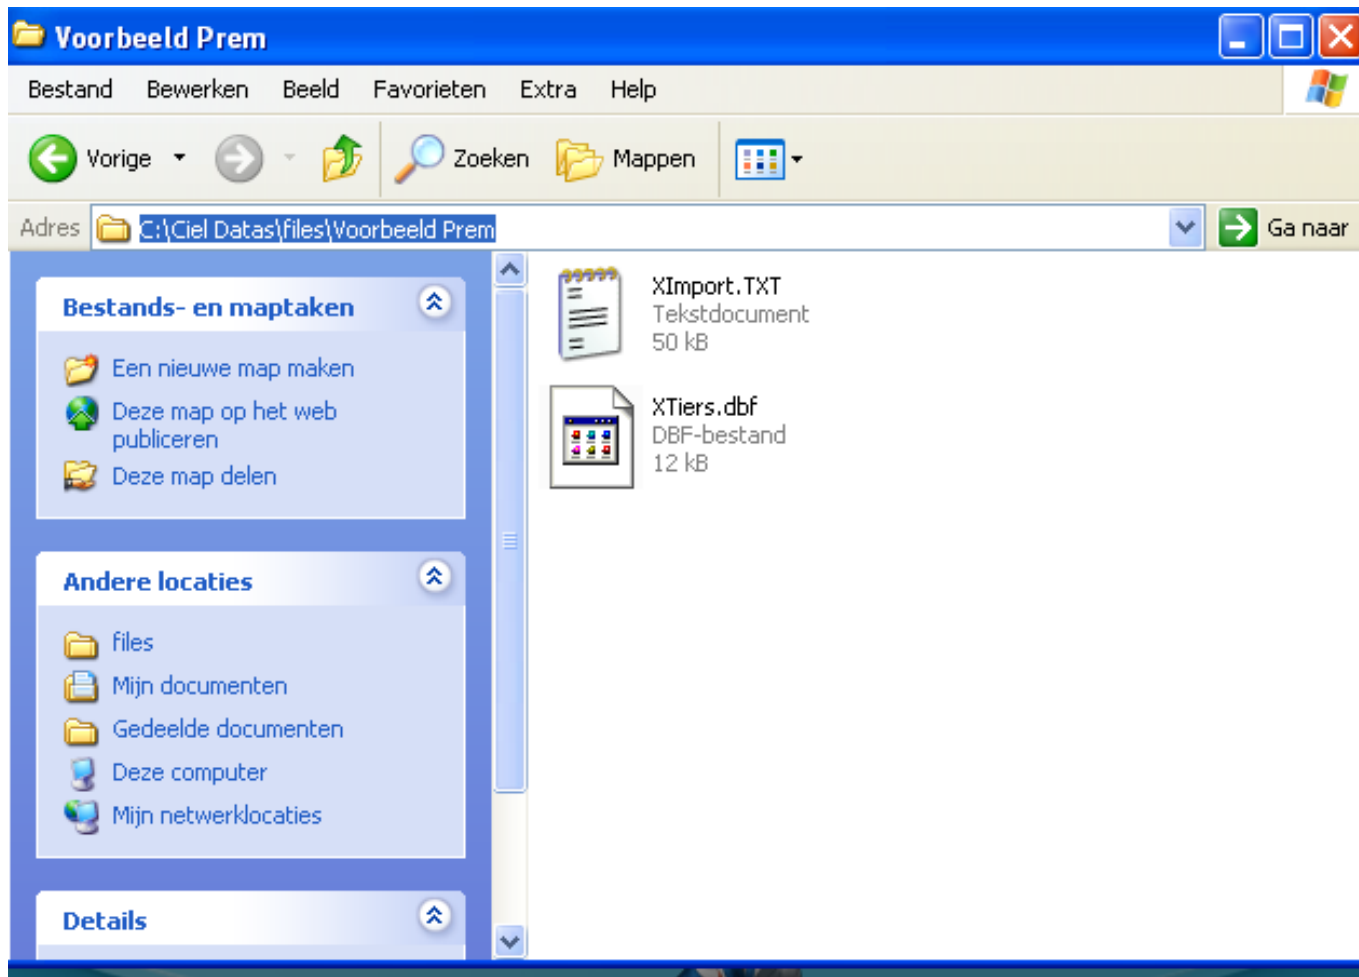 Voorbeeld Prem
Bestand Bewerken Beeld Favorieten Extra Help
Vorige Zoeken Mappen
Adres C:\Ciel Datas\files\Voorbeeld Prem Ga naar
Bestands- en maptaken
Een nieuwe map maken
Deze map op het web
publiceren
Deze map delen
Andere locaties
files
Mijn documenten
Gedeelde documenten
Deze computer
Mijn netwerklocaties
Details
XImport.TXT
Tekstdocument
50 kB
XTiers.dbf
DBF-bestand
12 kB